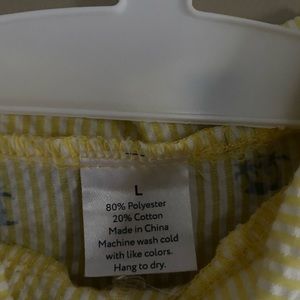 L
80% Polyester
20% Cotton
Made in China
Machine wash cold
with like colors.
Hang to dry.